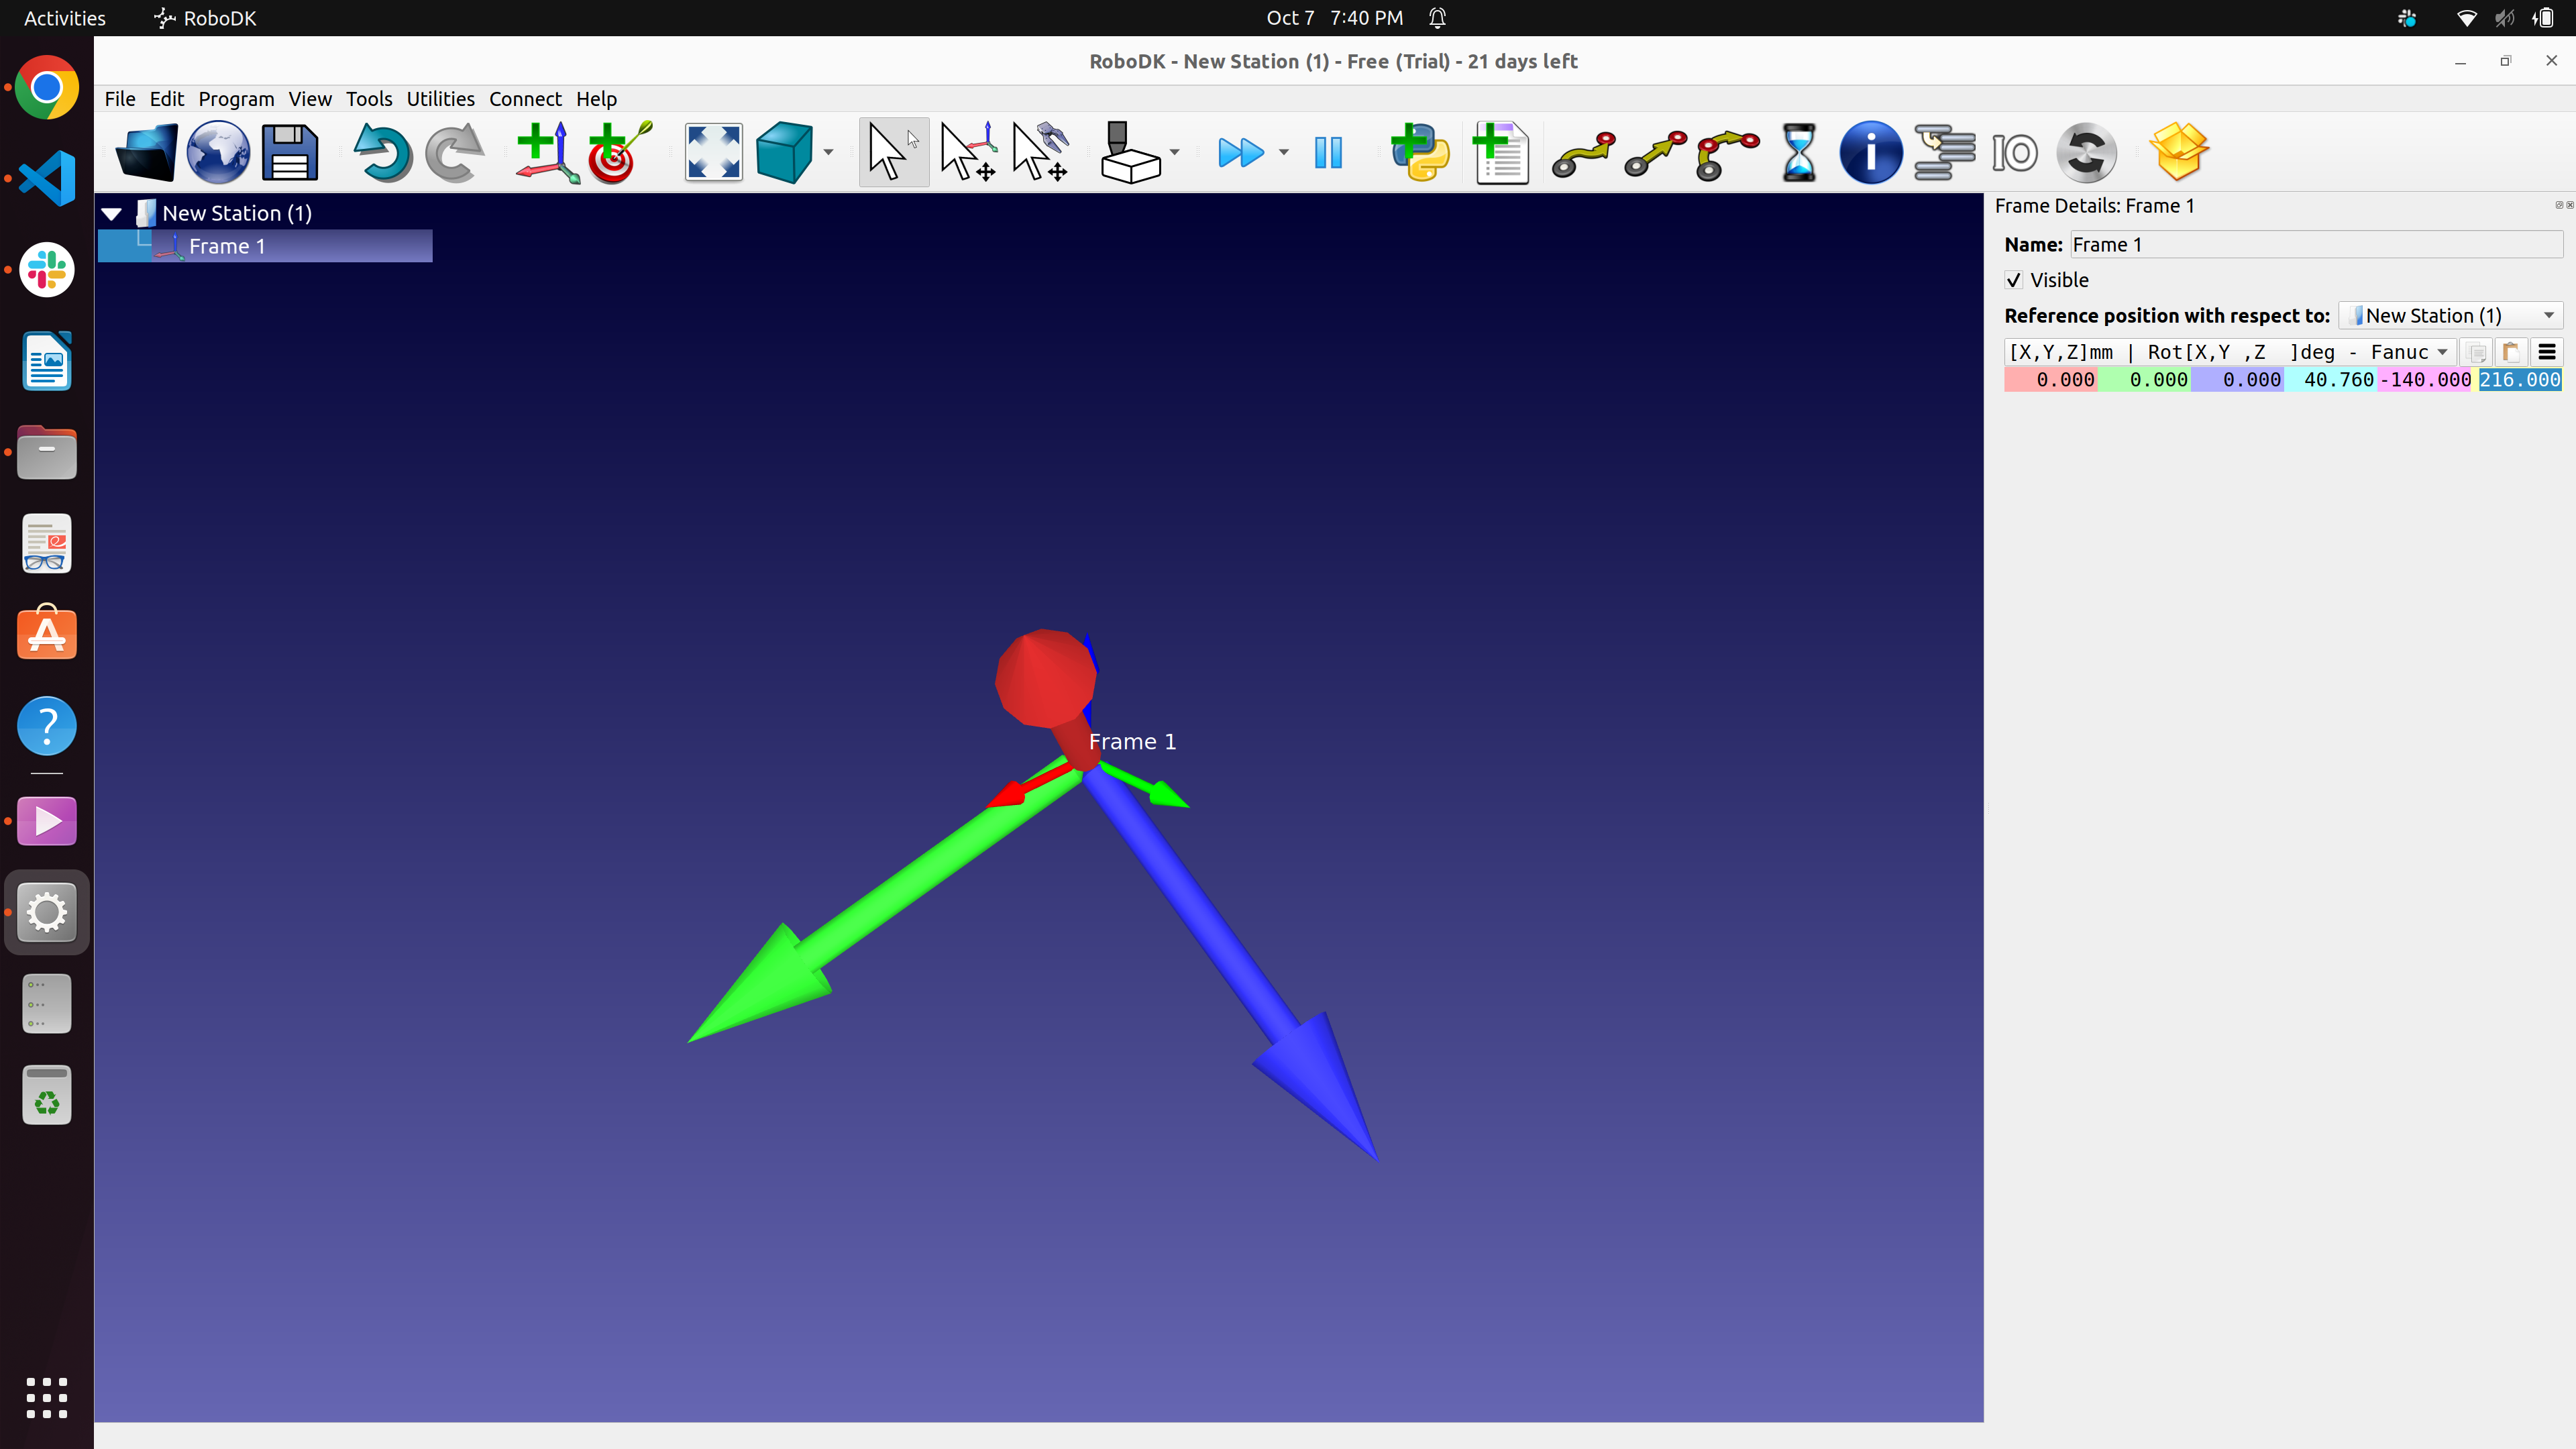 Activities RoboDK Oct 7 7:40 PM
RoboDK - New Station (1) - Free (Trial) - 21 days left
File Edit Program View Tools Utilities Connect Help
IO
New Station (1)
Frame 1
Frame 1
Frame Details: Frame 1
Name: Frame 1
Visible
Reference position with respect to: New Station (1)
[X,Y,Z]mm | Rot[X,Y ,Z ]deg - Fanuc
0.000 0.000 0.000 40.760 -140.000 216.000